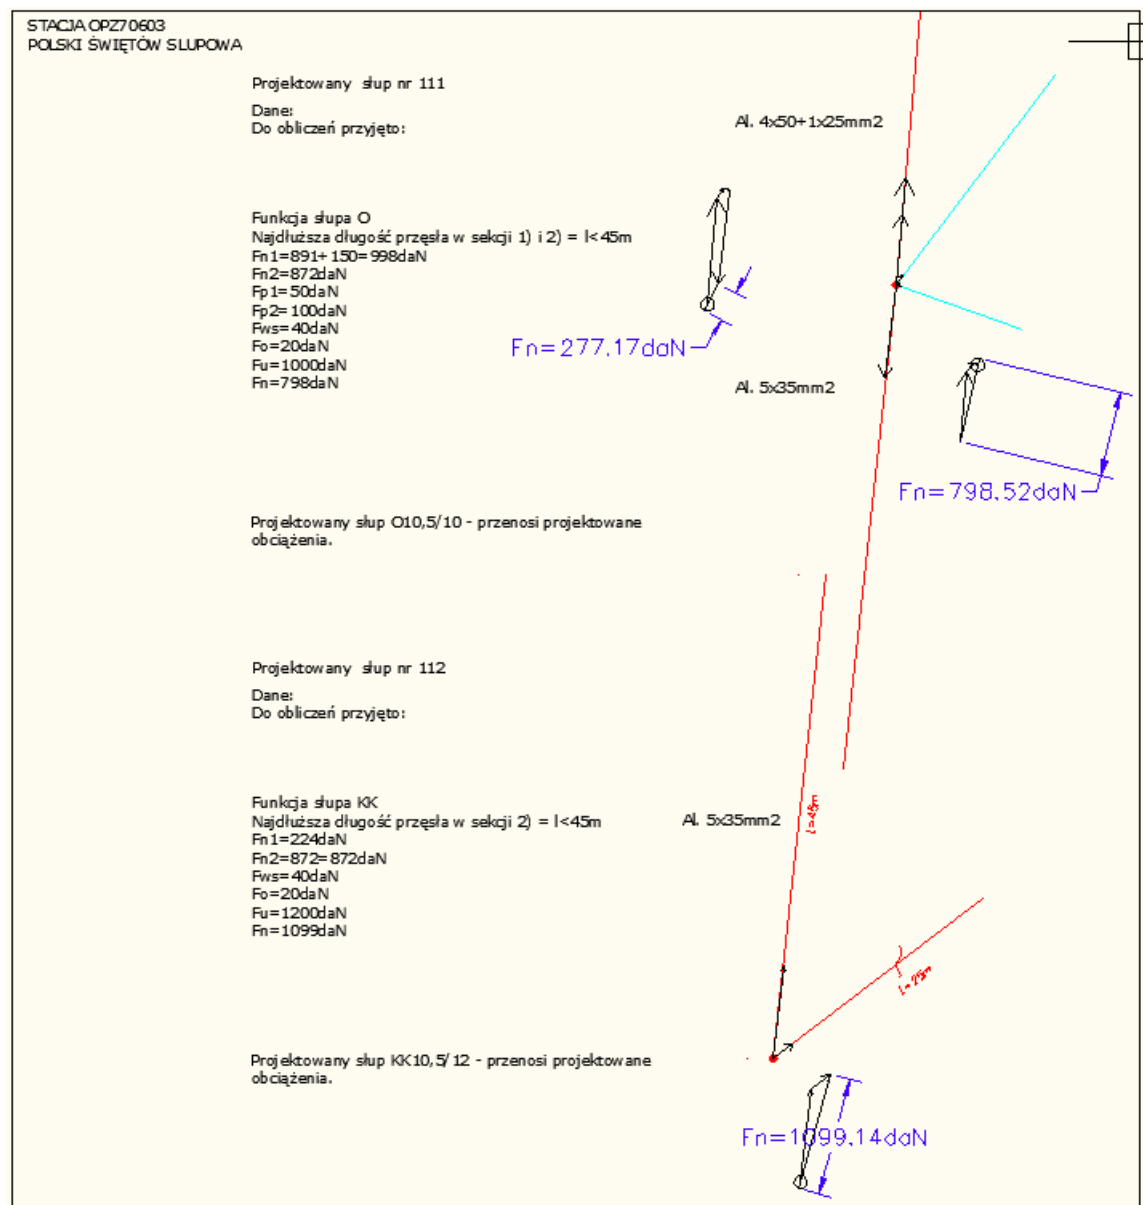 STACJA OPZ70603
POLSKI ŚWIĘTÓW SLUPOWA
Projektowany słup nr 111
Dane:
Do obliczeń przyjęto:
Al. 4x50+1x25mm2
Funkcja słupa O
Najdłuższa długość przęsła w sekcji 1) i 2) = l<45m
Fn1=891+ 150=998daN
Fn2=872daN
Fp1=50daN
Fp2= 100daN
Fws=40daN
Fo=20daN
Fu=1000daN
Fn=798daN
Fn=277.17daN
Al. 5x35mm2
Fn=798.52daN
Projektowany słup O10,5/10 - przenosi projektowane
obciążenia.
Projektowany słup nr 112
Dane:
Do obliczeń przyjęto:
Funkcja słupa KK
Najdłuższa długość przęsła w sekcji 2) = l<45m
Fn1=224daN
Fn2=872=872daN
Fws=40daN
Fo=20daN
Fu=1200daN
Fn=1099daN
Al. 5x35mm2
l=45m
l=25m
Projektowany słup KK10,5/12 - przenosi projektowane
obciążenia.
Fn=1099.14daN